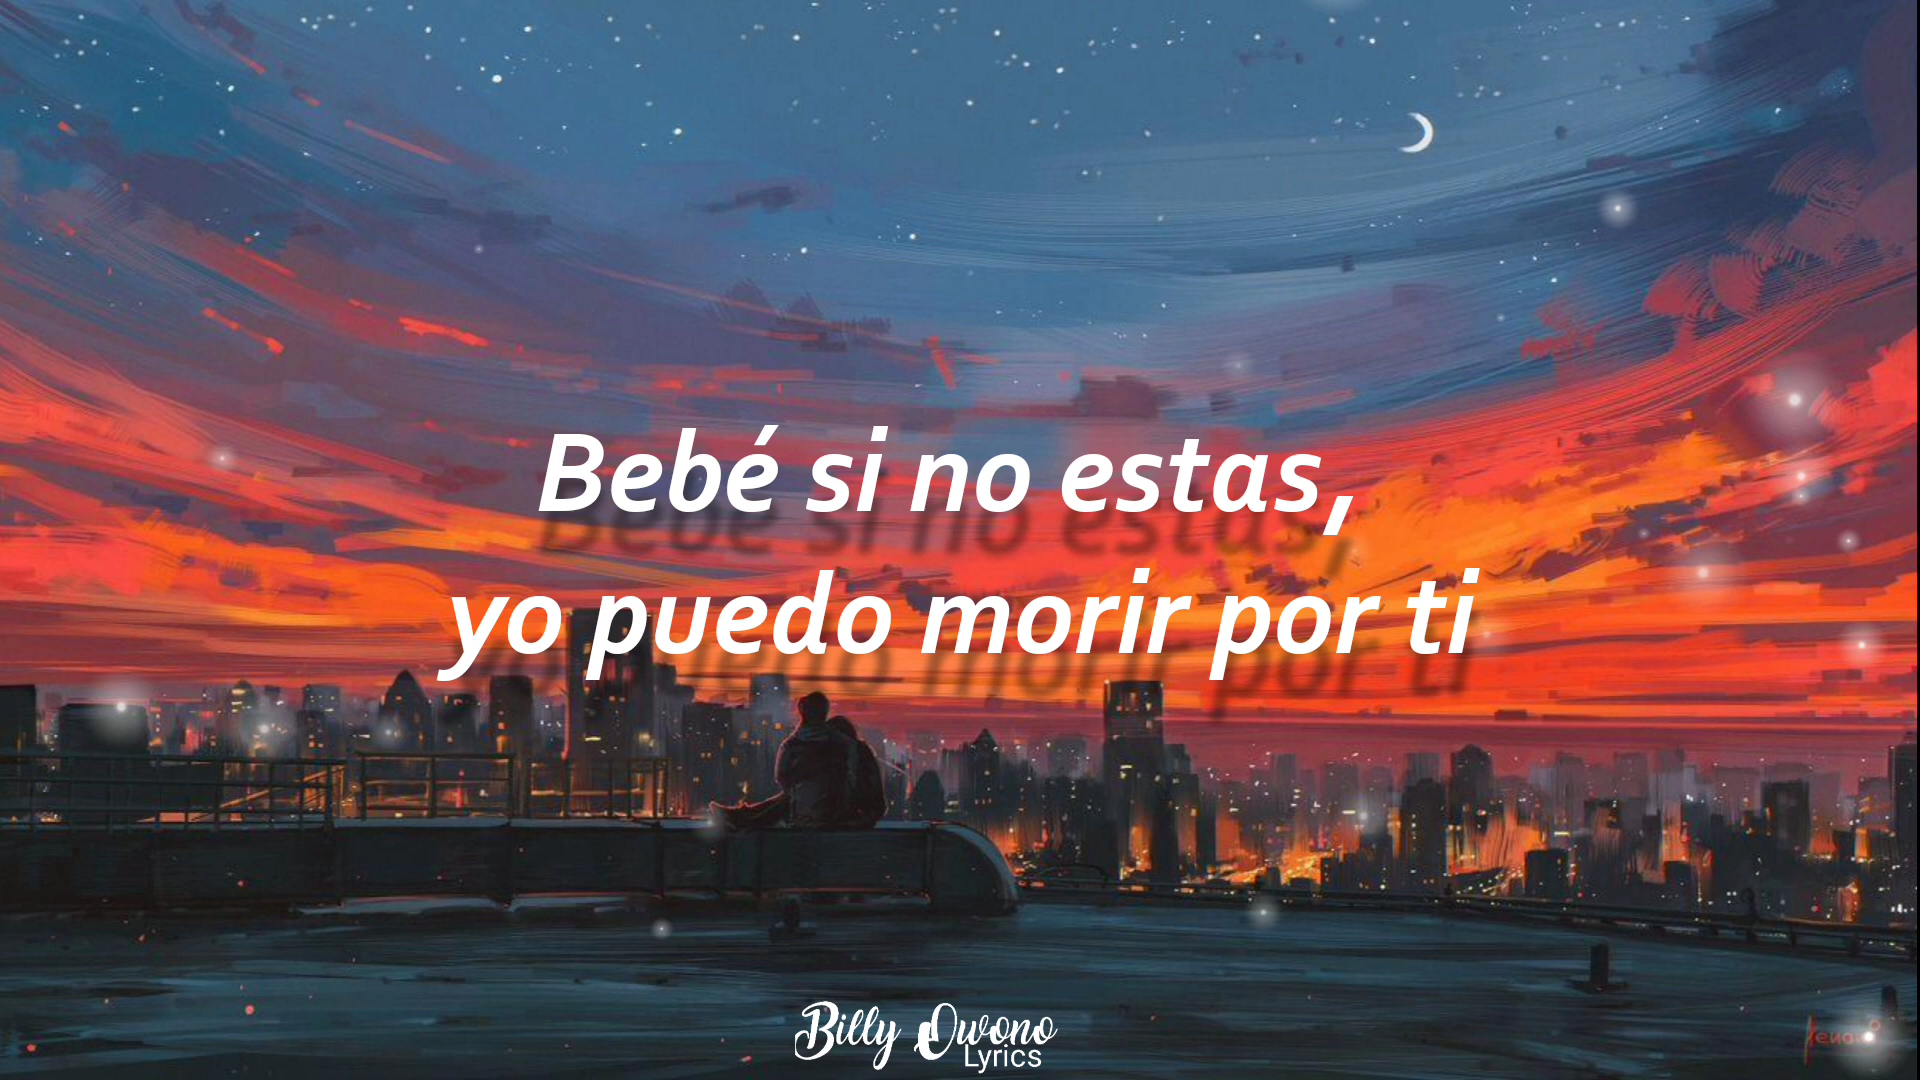 Bebé si no estas,
yo puedo morir por ti
Billy Owono
Lyrics